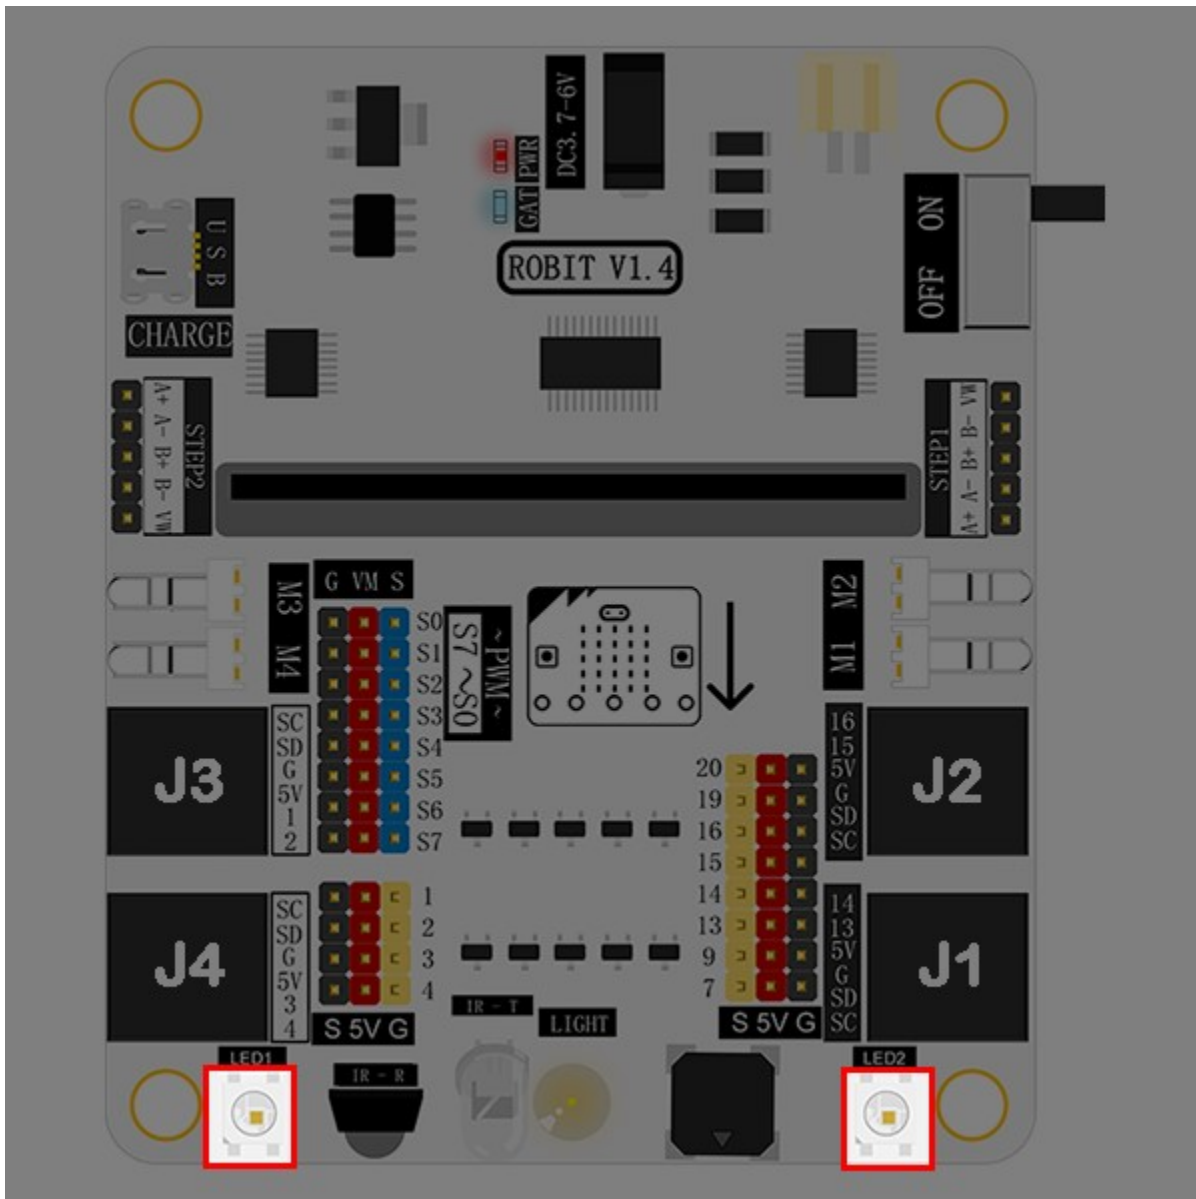 DC3.7-6V
PWR
GAT
ON
OFF
USB
ROBIT V1.4
CHARGE
A+ A- B+ B- VM
STEP2
STEP1
A+ A- B+ B- VM
M3
M4
G VM S
M2
M1
S0
S1
S2
S3
S4
S5
S6
S7
~PWM~
S7~S0
J3
SC
SD
G
5V
1
2
16
15
5V
G
SD
SC
J2
20
19
16
15
14
13
9
7
J4
SC
SD
G
5V
3
4
1
2
3
4
14
13
5V
G
SD
SC
J1
S 5V G
IR - T
LIGHT
S 5V G
LED1
IR - R
LED2